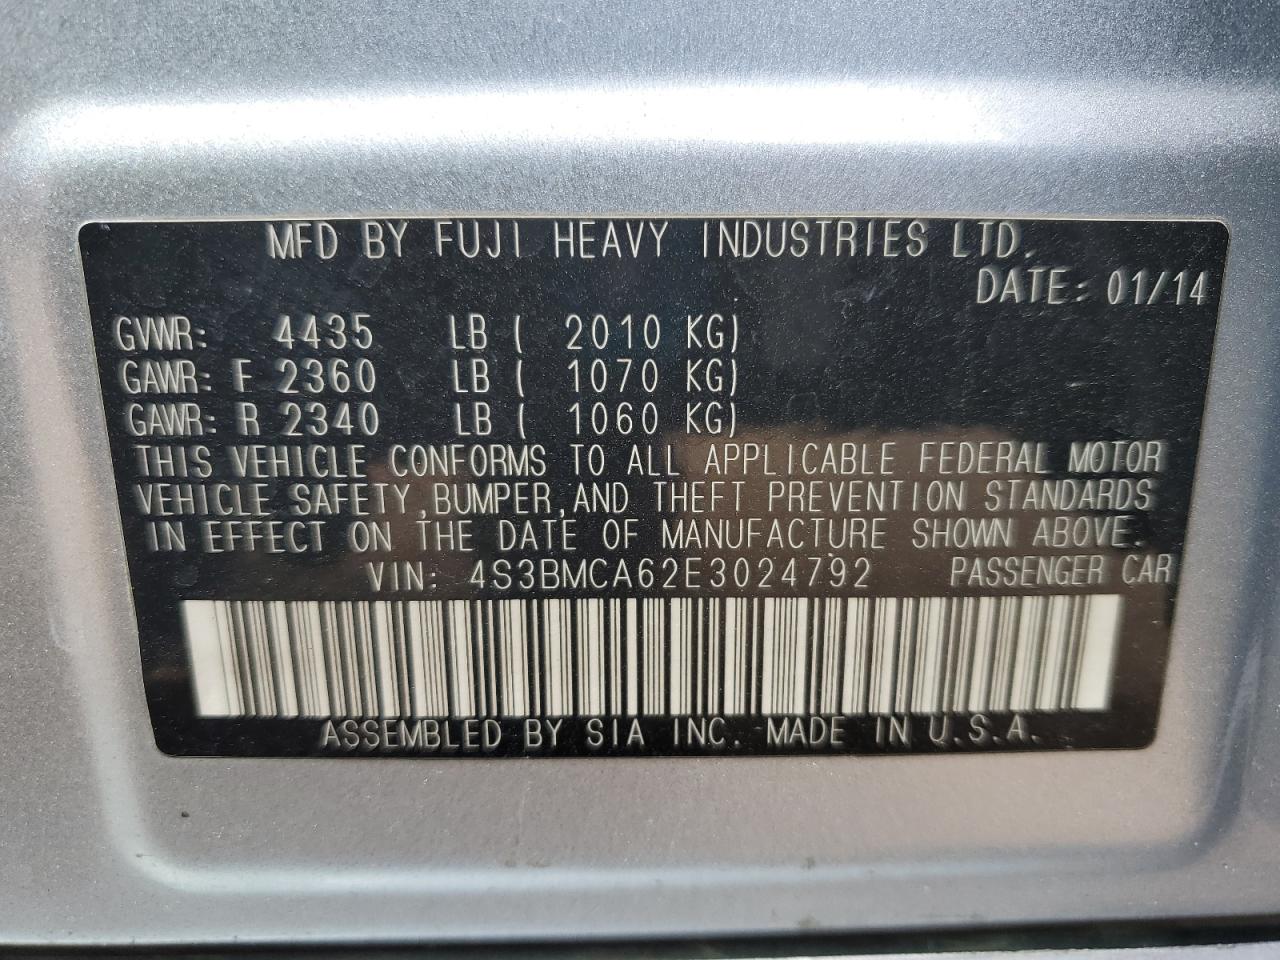 MFD BY FUJI HEAVY INDUSTRIES LTD.
DATE: 01/14
GVWR: 4435 LB ( 2010 KG)
GAWR: F 2360 LB ( 1070 KG)
GAWR: R 2340 LB ( 1060 KG)
THIS VEHICLE CONFORMS TO ALL APPLICABLE FEDERAL MOTOR
VEHICLE SAFETY,BUMPER,AND THEFT PREVENTION STANDARDS
IN EFFECT ON THE DATE OF MANUFACTURE SHOWN ABOVE.
VIN: 4S3BMCA62E3024792 PASSENGER CAR
ASSEMBLED BY SIA INC. MADE IN U.S.A.